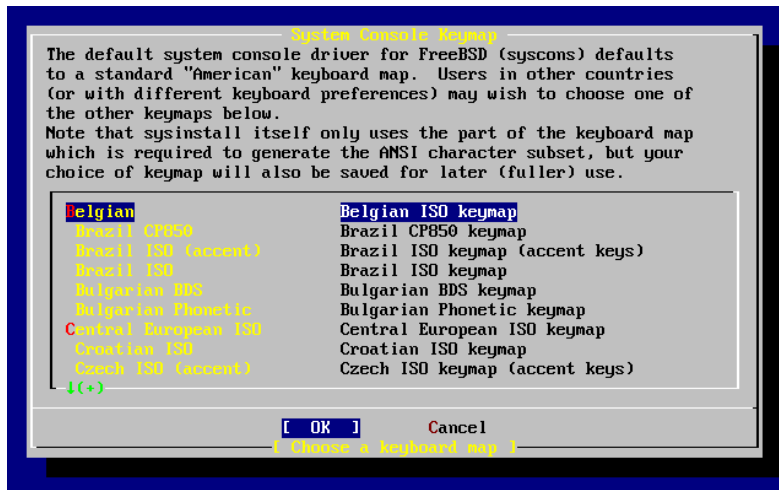 System Console Keymap
The default system console driver for FreeBSD (syscons) defaults
to a standard "American" keyboard map.  Users in other countries
(or with different keyboard preferences) may wish to choose one of
the other keymaps below.
Note that sysinstall itself only uses the part of the keyboard map
which is required to generate the ANSI character subset, but your
choice of keymap will also be saved for later (fuller) use.
Belgian Belgian ISO keymap
Brazil CP850 Brazil CP850 keymap
Brazil ISO (accent) Brazil ISO keymap (accent keys)
Brazil ISO Brazil ISO keymap
Bulgarian BDS Bulgarian BDS keymap
Bulgarian Phonetic Bulgarian Phonetic keymap
Central European ISO Central European ISO keymap
Croatian ISO Croatian ISO keymap
Czech ISO (accent) Czech ISO keymap (accent keys)
↓(+)
[ OK ] Cancel
[ Choose a keyboard map ]